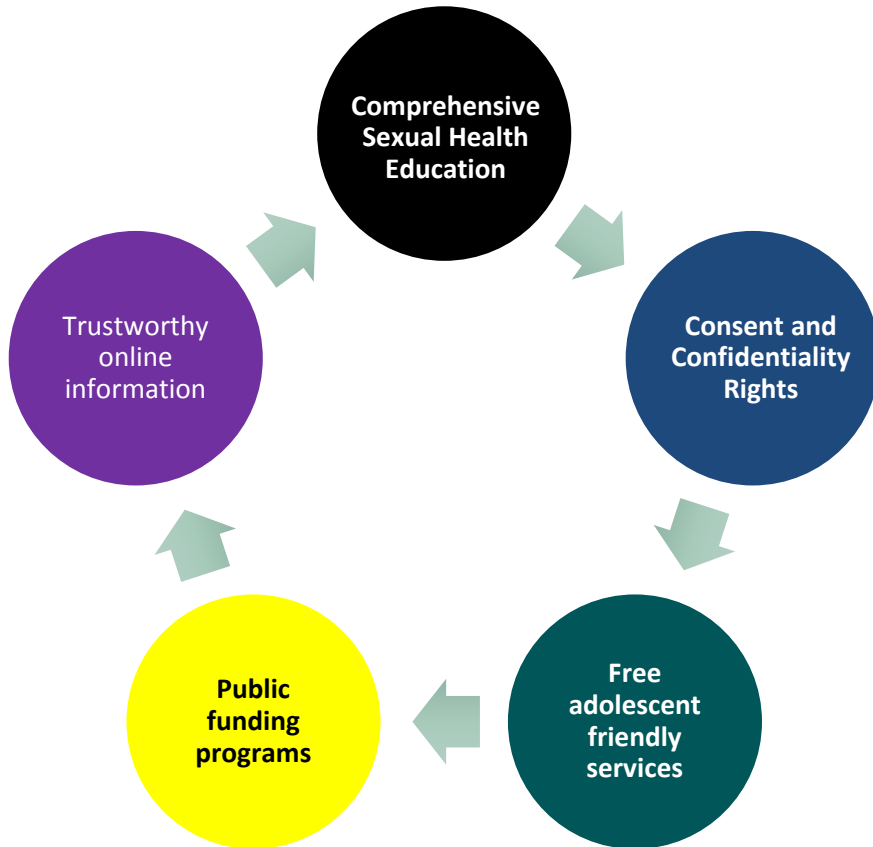 Comprehensive
Sexual Health
Education
Consent and
Confidentiality
Rights
Free
adolescent
friendly
services
Public
funding
programs
Trustworthy
online
information